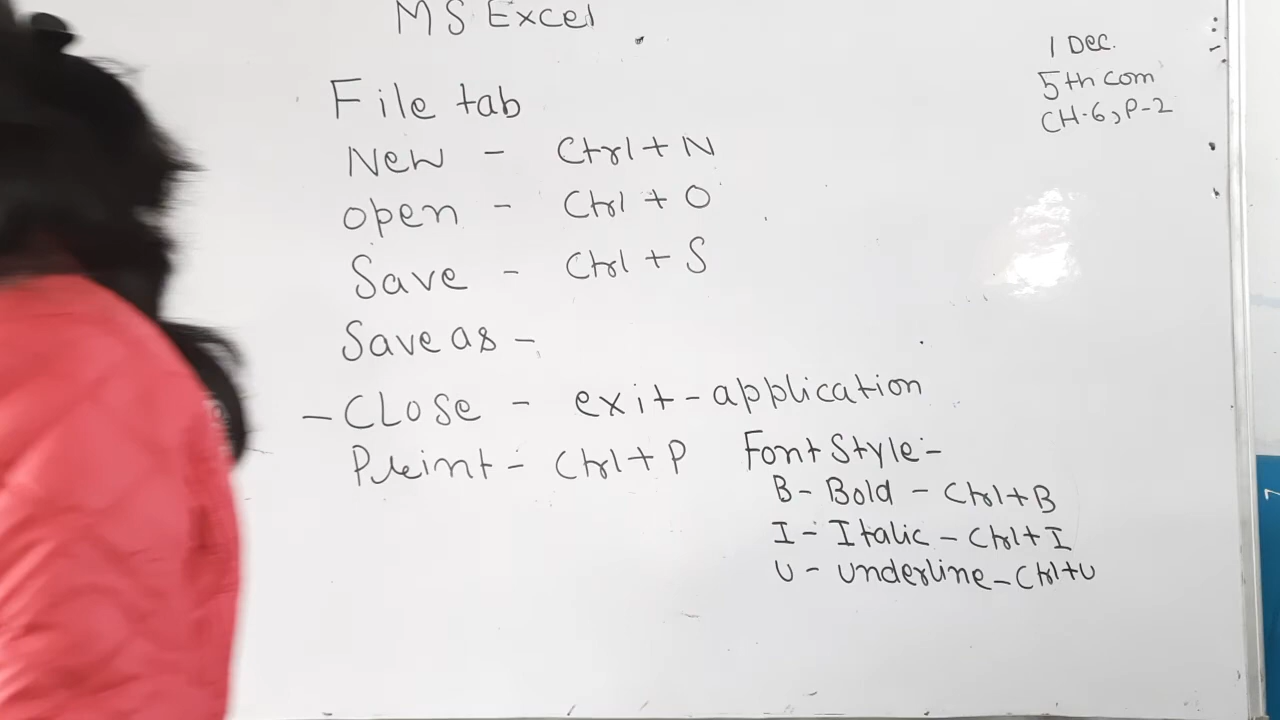 MS Excel
1 Dec.
5th com
CH-6, P-2
File tab
New - Ctrl + N
open - Ctrl + O
Save - Ctrl + S
Save as -
- Close - exit - application
Print - Ctrl + P
Font Style :-
B - Bold - Ctrl + B
I - Italic - Ctrl + I
U - underline - Ctrl + U